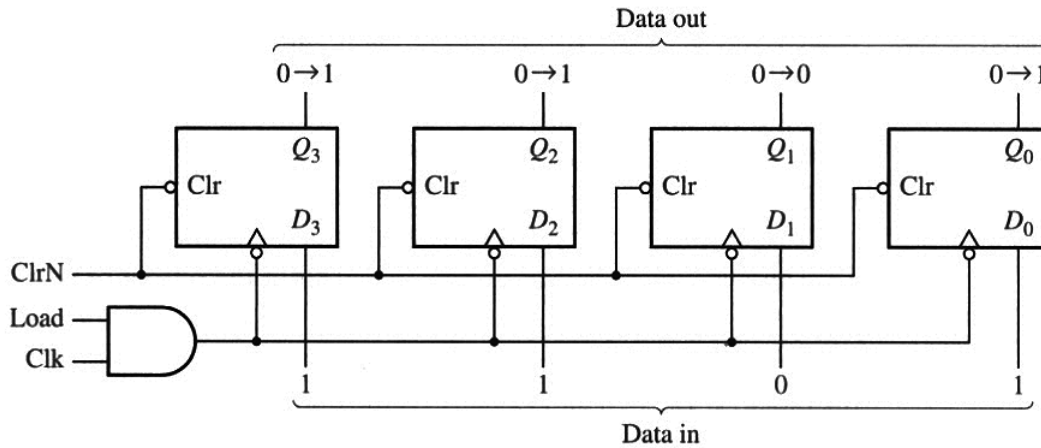 Data out
0→1 0→1 0→0 0→1
Q3 Q2 Q1 Q0
Clr Clr Clr Clr
D3 D2 D1 D0
ClrN
Load
Clk
1 1 0 1
Data in